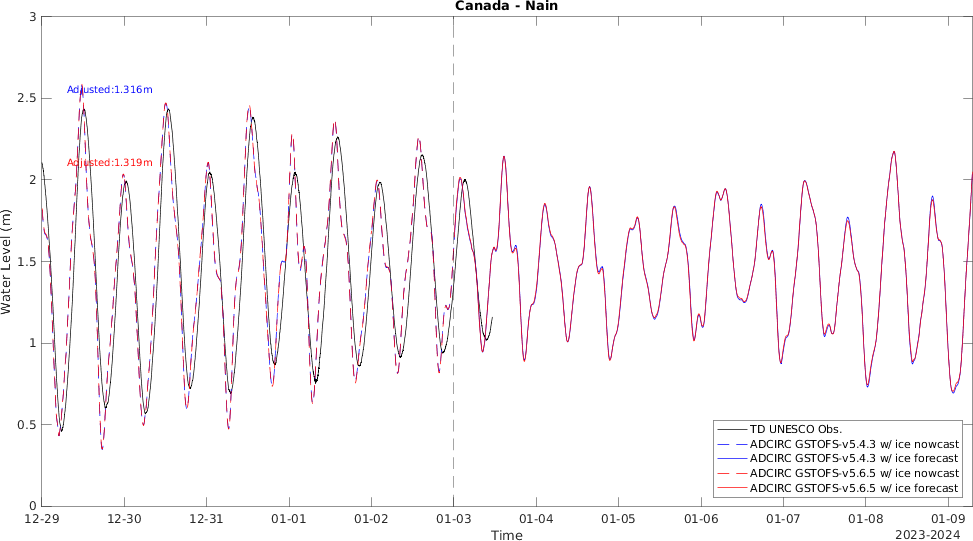 Canada - Nain
3
2.5
2
1.5
1
0.5
0
Water Level (m)
Adjusted:1.316m
Adjusted:1.319m
TD UNESCO Obs.
ADCIRC GSTOFS-v5.4.3 w/ ice nowcast
ADCIRC GSTOFS-v5.4.3 w/ ice forecast
ADCIRC GSTOFS-v5.6.5 w/ ice nowcast
ADCIRC GSTOFS-v5.6.5 w/ ice forecast
12-29 12-30 12-31 01-01 01-02 01-03 01-04 01-05 01-06 01-07 01-08 01-09
Time
2023-2024